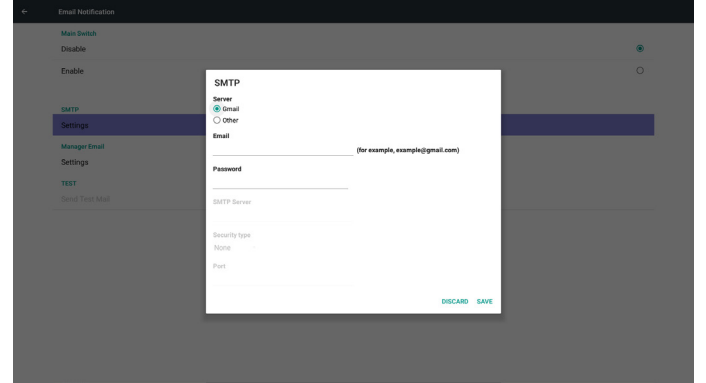 Email Notification
Main Switch
Disable
Enable
SMTP
Settings
Manager Email
Settings
TEST
Send Test Mail
SMTP
Server
Gmail
Other
Email
(for example, example@gmail.com)
Password
SMTP Server
Security type
None
Port
DISCARD SAVE